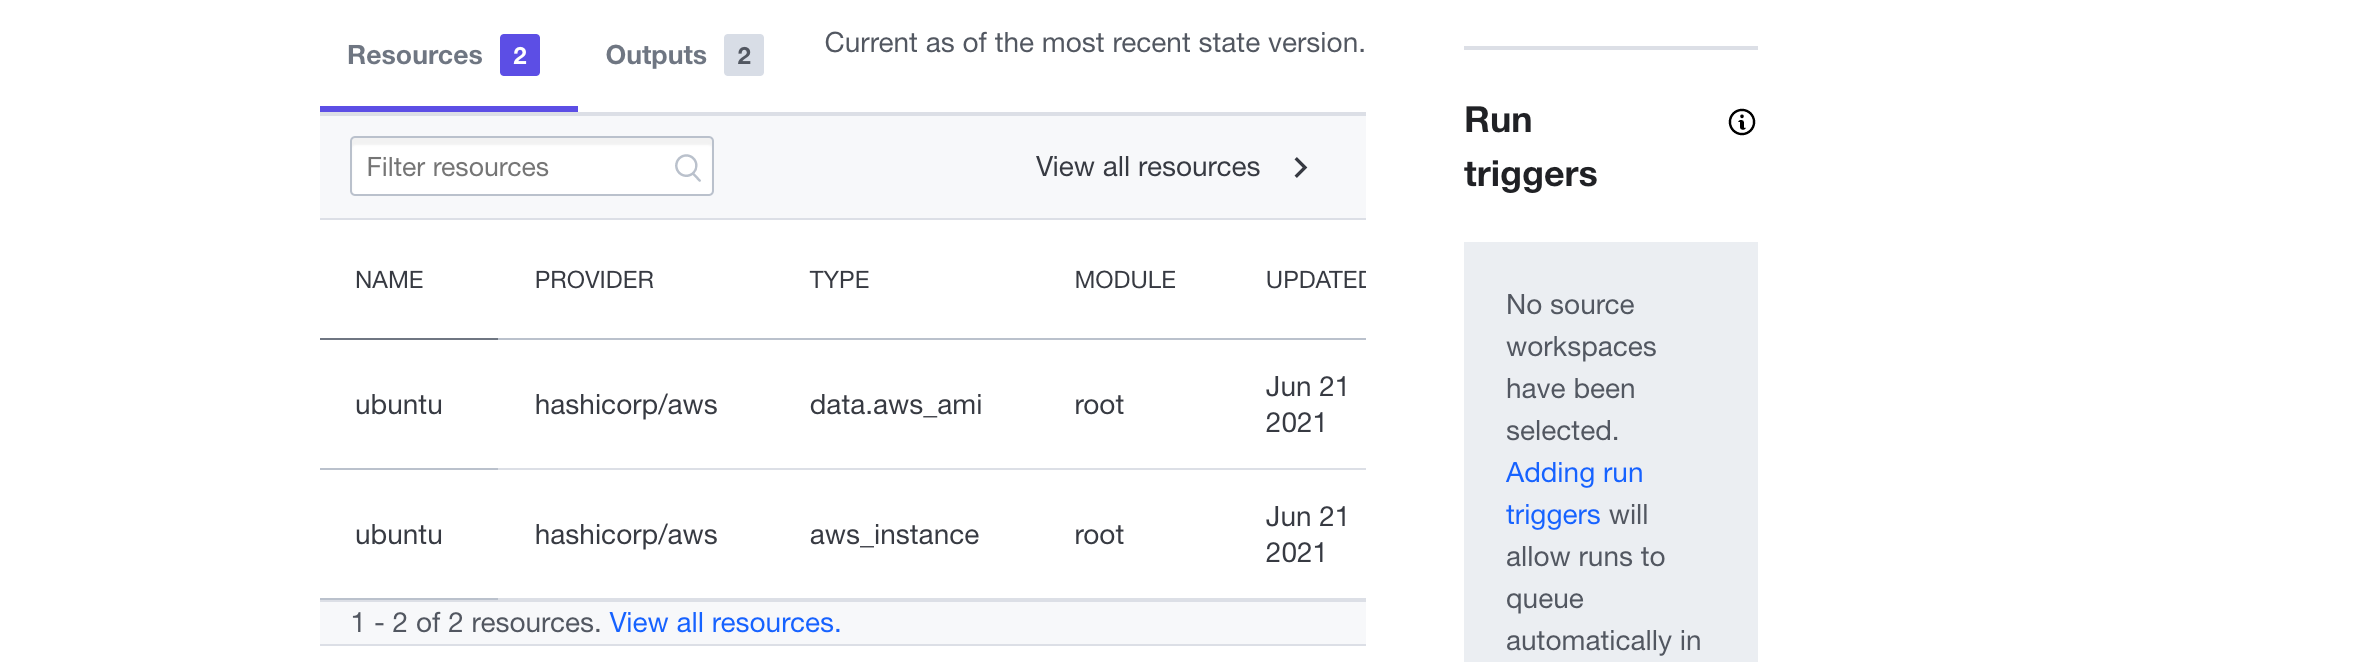 Resources 2 Outputs 2 Current as of the most recent state version.
Filter resources View all resources
NAME PROVIDER TYPE MODULE UPDATED
ubuntu hashicorp/aws data.aws_ami root Jun 21
2021
ubuntu hashicorp/aws aws_instance root Jun 21
2021
1 - 2 of 2 resources. View all resources.
Run
triggers
No source
workspaces
have been
selected.
Adding run
triggers will
allow runs to
queue
automatically in